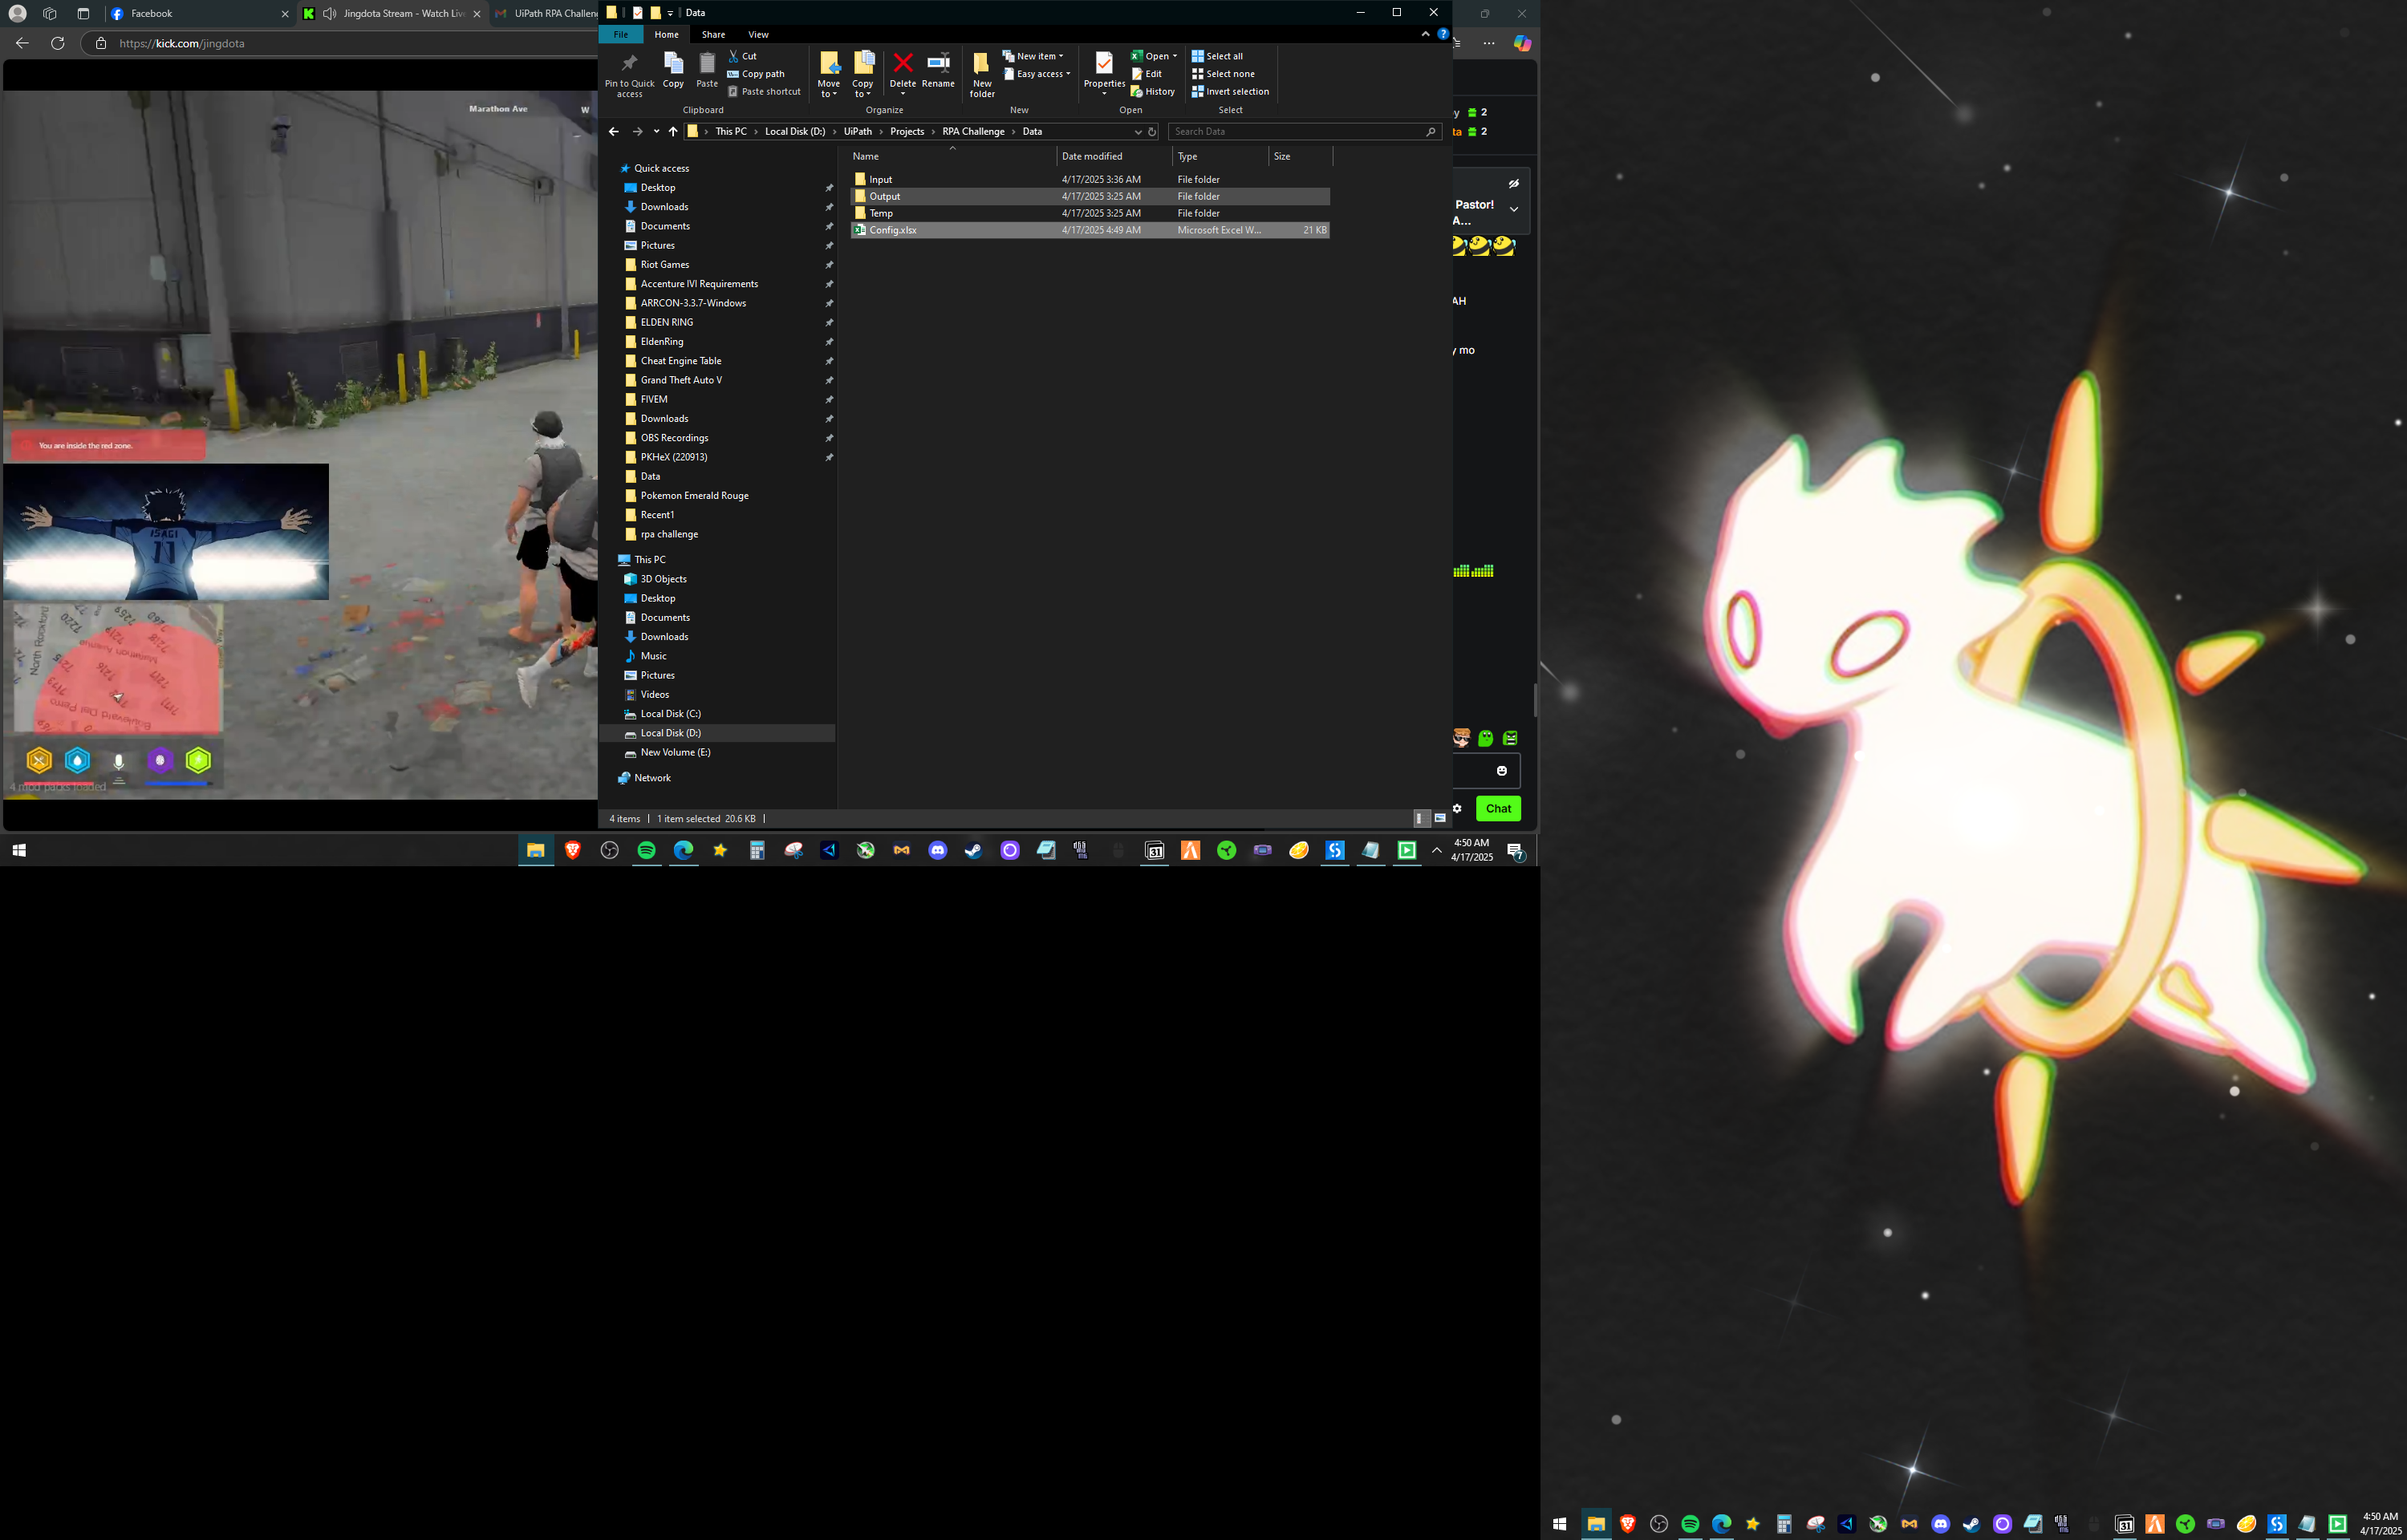 Facebook
Jingdota Stream - Watch Live
UiPath RPA Challeng
https://kick.com/jingdota
Marathon Ave
W
You are inside the red zone.
ISAGI
11
4 mod packs loaded
Data
File
Home
Share
View
Pin to Quick access
Copy
Paste
Cut
Copy path
Paste shortcut
Move to
Copy to
Delete
Rename
New folder
New item
Easy access
Properties
Open
Edit
History
Select all
Select none
Invert selection
Clipboard
Organize
New
Open
Select
This PC
Local Disk (D:)
UiPath
Projects
RPA Challenge
Data
Search Data
Name
Date modified
Type
Size
Input 4/17/2025 3:36 AM File folder
Output 4/17/2025 3:25 AM File folder
Temp 4/17/2025 3:25 AM File folder
Config.xlsx 4/17/2025 4:49 AM Microsoft Excel W... 21 KB
Quick access
Desktop
Downloads
Documents
Pictures
Riot Games
Accenture IVI Requirements
ARRCON-3.3.7-Windows
ELDEN RING
EldenRing
Cheat Engine Table
Grand Theft Auto V
FIVEM
Downloads
OBS Recordings
PKHeX (220913)
Data
Pokemon Emerald Rouge
Recent1
rpa challenge
This PC
3D Objects
Desktop
Documents
Downloads
Music
Pictures
Videos
Local Disk (C:)
Local Disk (D:)
New Volume (E:)
Network
4 items
1 item selected 20.6 KB
y 2
ta 2
Pastor!
A...
AH
y mo
Chat
4:50 AM
4/17/2025
7
31
4:50 AM
4/17/2025
31